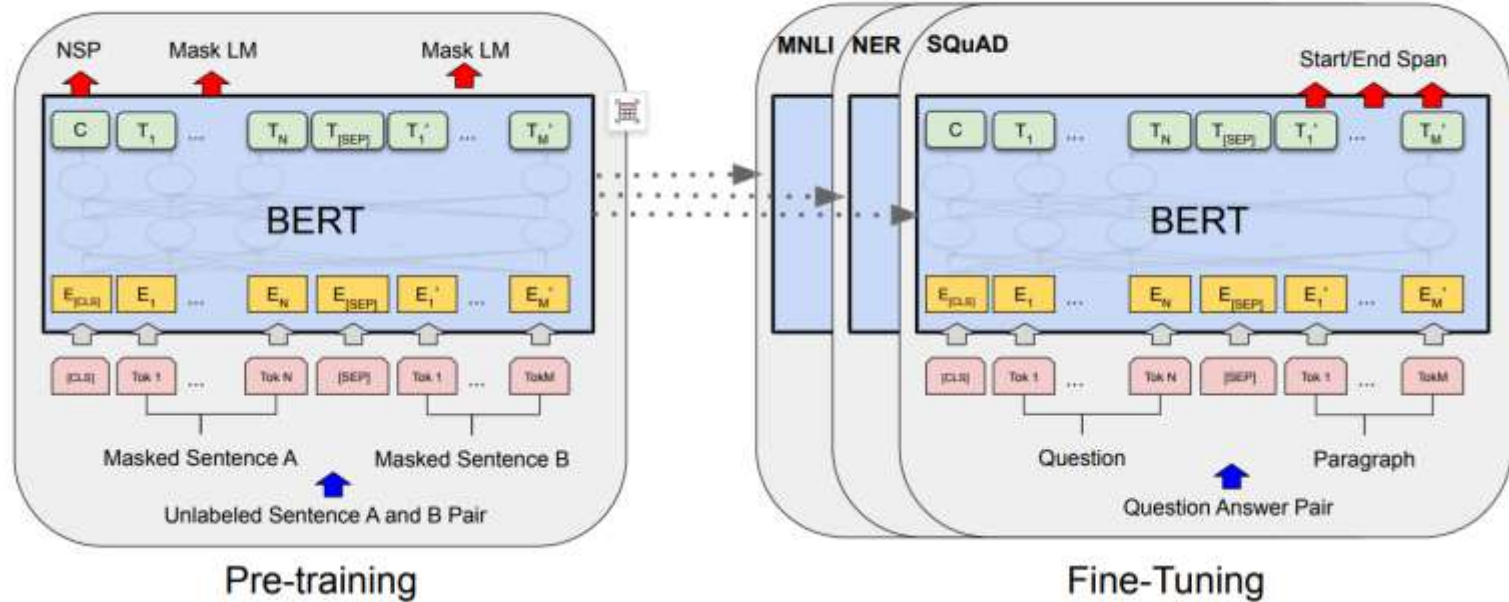 NSP Mask LM Mask LM
C T1 ... TN T[SEP] T1' ... TM'
BERT
E[CLS] E1 ... EN E[SEP] E1' ... EM'
[CLS] Tok 1 ... Tok N [SEP] Tok 1 ... TokM
Masked Sentence A Masked Sentence B
Unlabeled Sentence A and B Pair
Pre-training
MNLI NER SQuAD
Start/End Span
C T1 ... TN T[SEP] T1' ... TM'
BERT
E[CLS] E1 ... EN E[SEP] E1' ... EM'
[CLS] Tok 1 ... Tok N [SEP] Tok 1 ... TokM
Question Paragraph
Question Answer Pair
Fine-Tuning